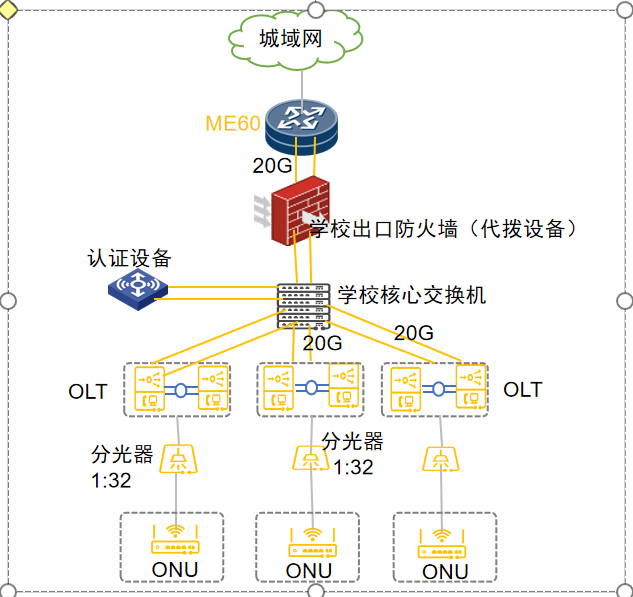 城域网
ME60
20G
学校出口防火墙（代拨设备）
认证设备
学校核心交换机
20G
20G
OLT
OLT
分光器
1:32
分光器
1:32
ONU
ONU
ONU